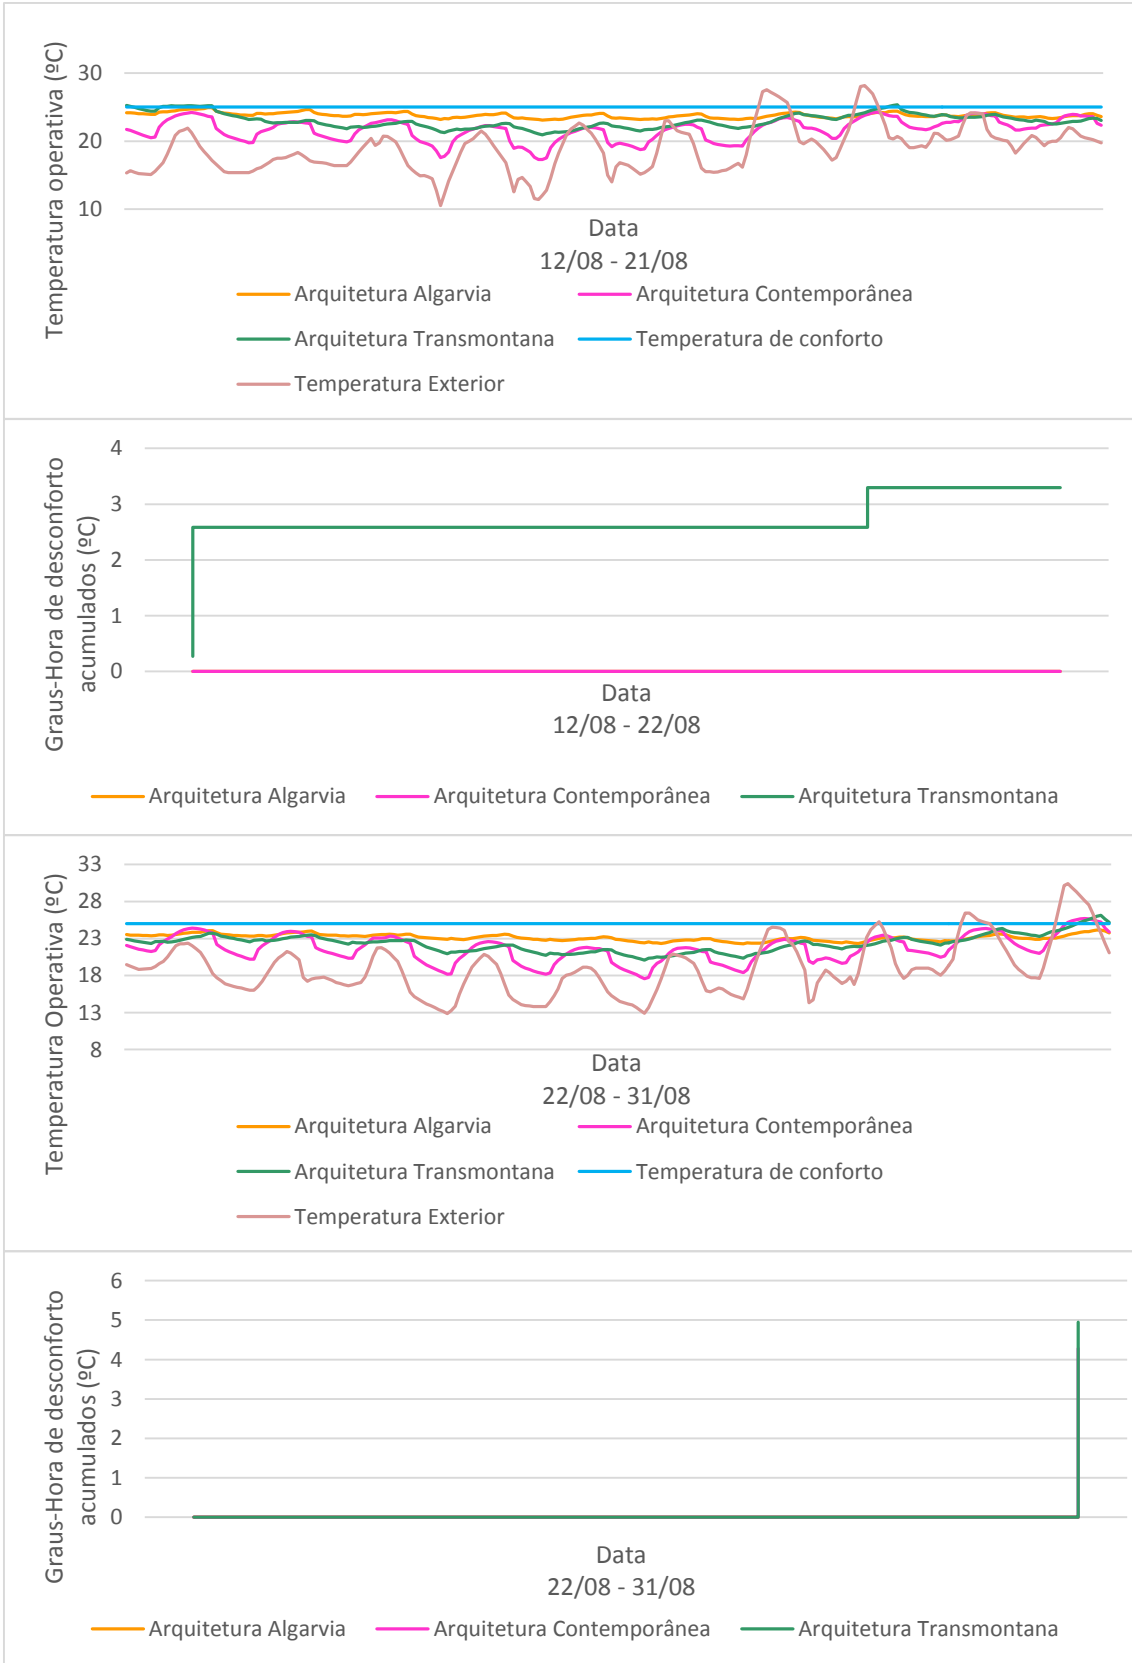 Temperatura operativa (ºC)
30
20
10
Data
12/08 - 21/08
Arquitetura Algarvia
Arquitetura Contemporânea
Arquitetura Transmontana
Temperatura de conforto
Temperatura Exterior
Graus-Hora de desconforto
acumulados (ºC)
4
3
2
1
0
Data
12/08 - 22/08
Arquitetura Algarvia
Arquitetura Contemporânea
Arquitetura Transmontana
Temperatura Operativa (ºC)
33
28
23
18
13
8
Data
22/08 - 31/08
Arquitetura Algarvia
Arquitetura Contemporânea
Arquitetura Transmontana
Temperatura de conforto
Temperatura Exterior
Graus-Hora de desconforto
acumulados (ºC)
6
5
4
3
2
1
0
Data
22/08 - 31/08
Arquitetura Algarvia
Arquitetura Contemporânea
Arquitetura Transmontana